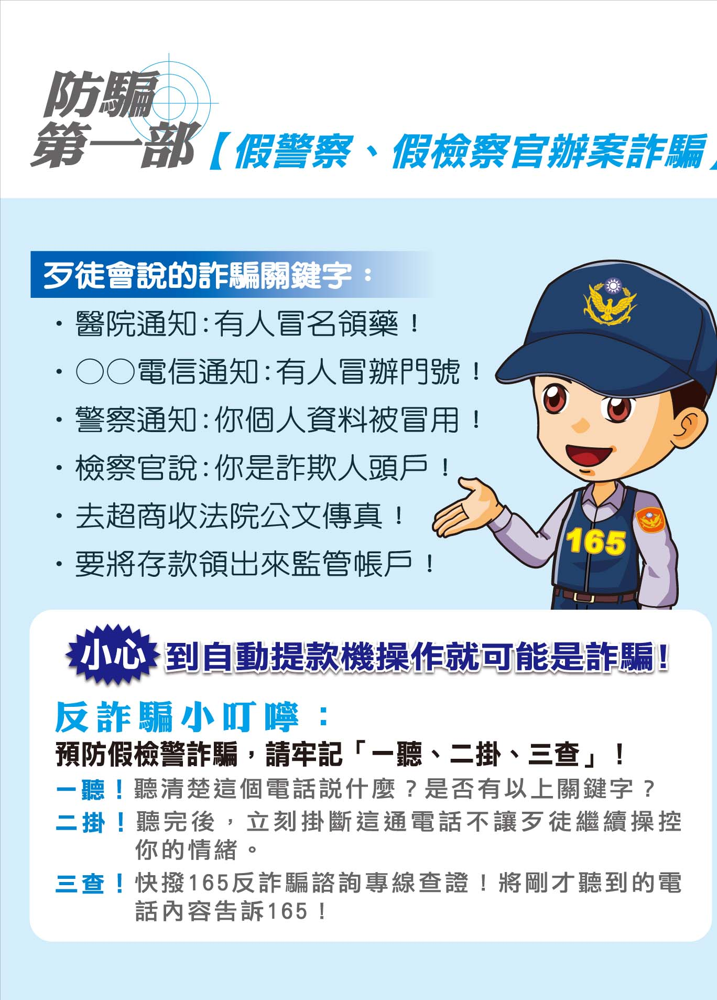 防騙
第一部【假警察、假檢察官辦案詐騙】
歹徒會說的詐騙關鍵字：
・醫院通知：有人冒名領藥！
・○○電信通知：有人冒辦門號！
・警察通知：你個人資料被冒用！
・檢察官說：你是詐欺人頭戶！
・去超商收法院公文傳真！
・要將存款領出來監管帳戶！
165
小心 到自動提款機操作就可能是詐騙！
反詐騙小叮嚀：
預防假檢警詐騙，請牢記「一聽、二掛、三查」！
一聽！聽清楚這個電話說什麼？是否有以上關鍵字？
二掛！聽完後，立刻掛斷這通電話不讓歹徒繼續操控
你的情緒。
三查！快撥165反詐騙諮詢專線查證！將剛才聽到的電
話內容告訴165！